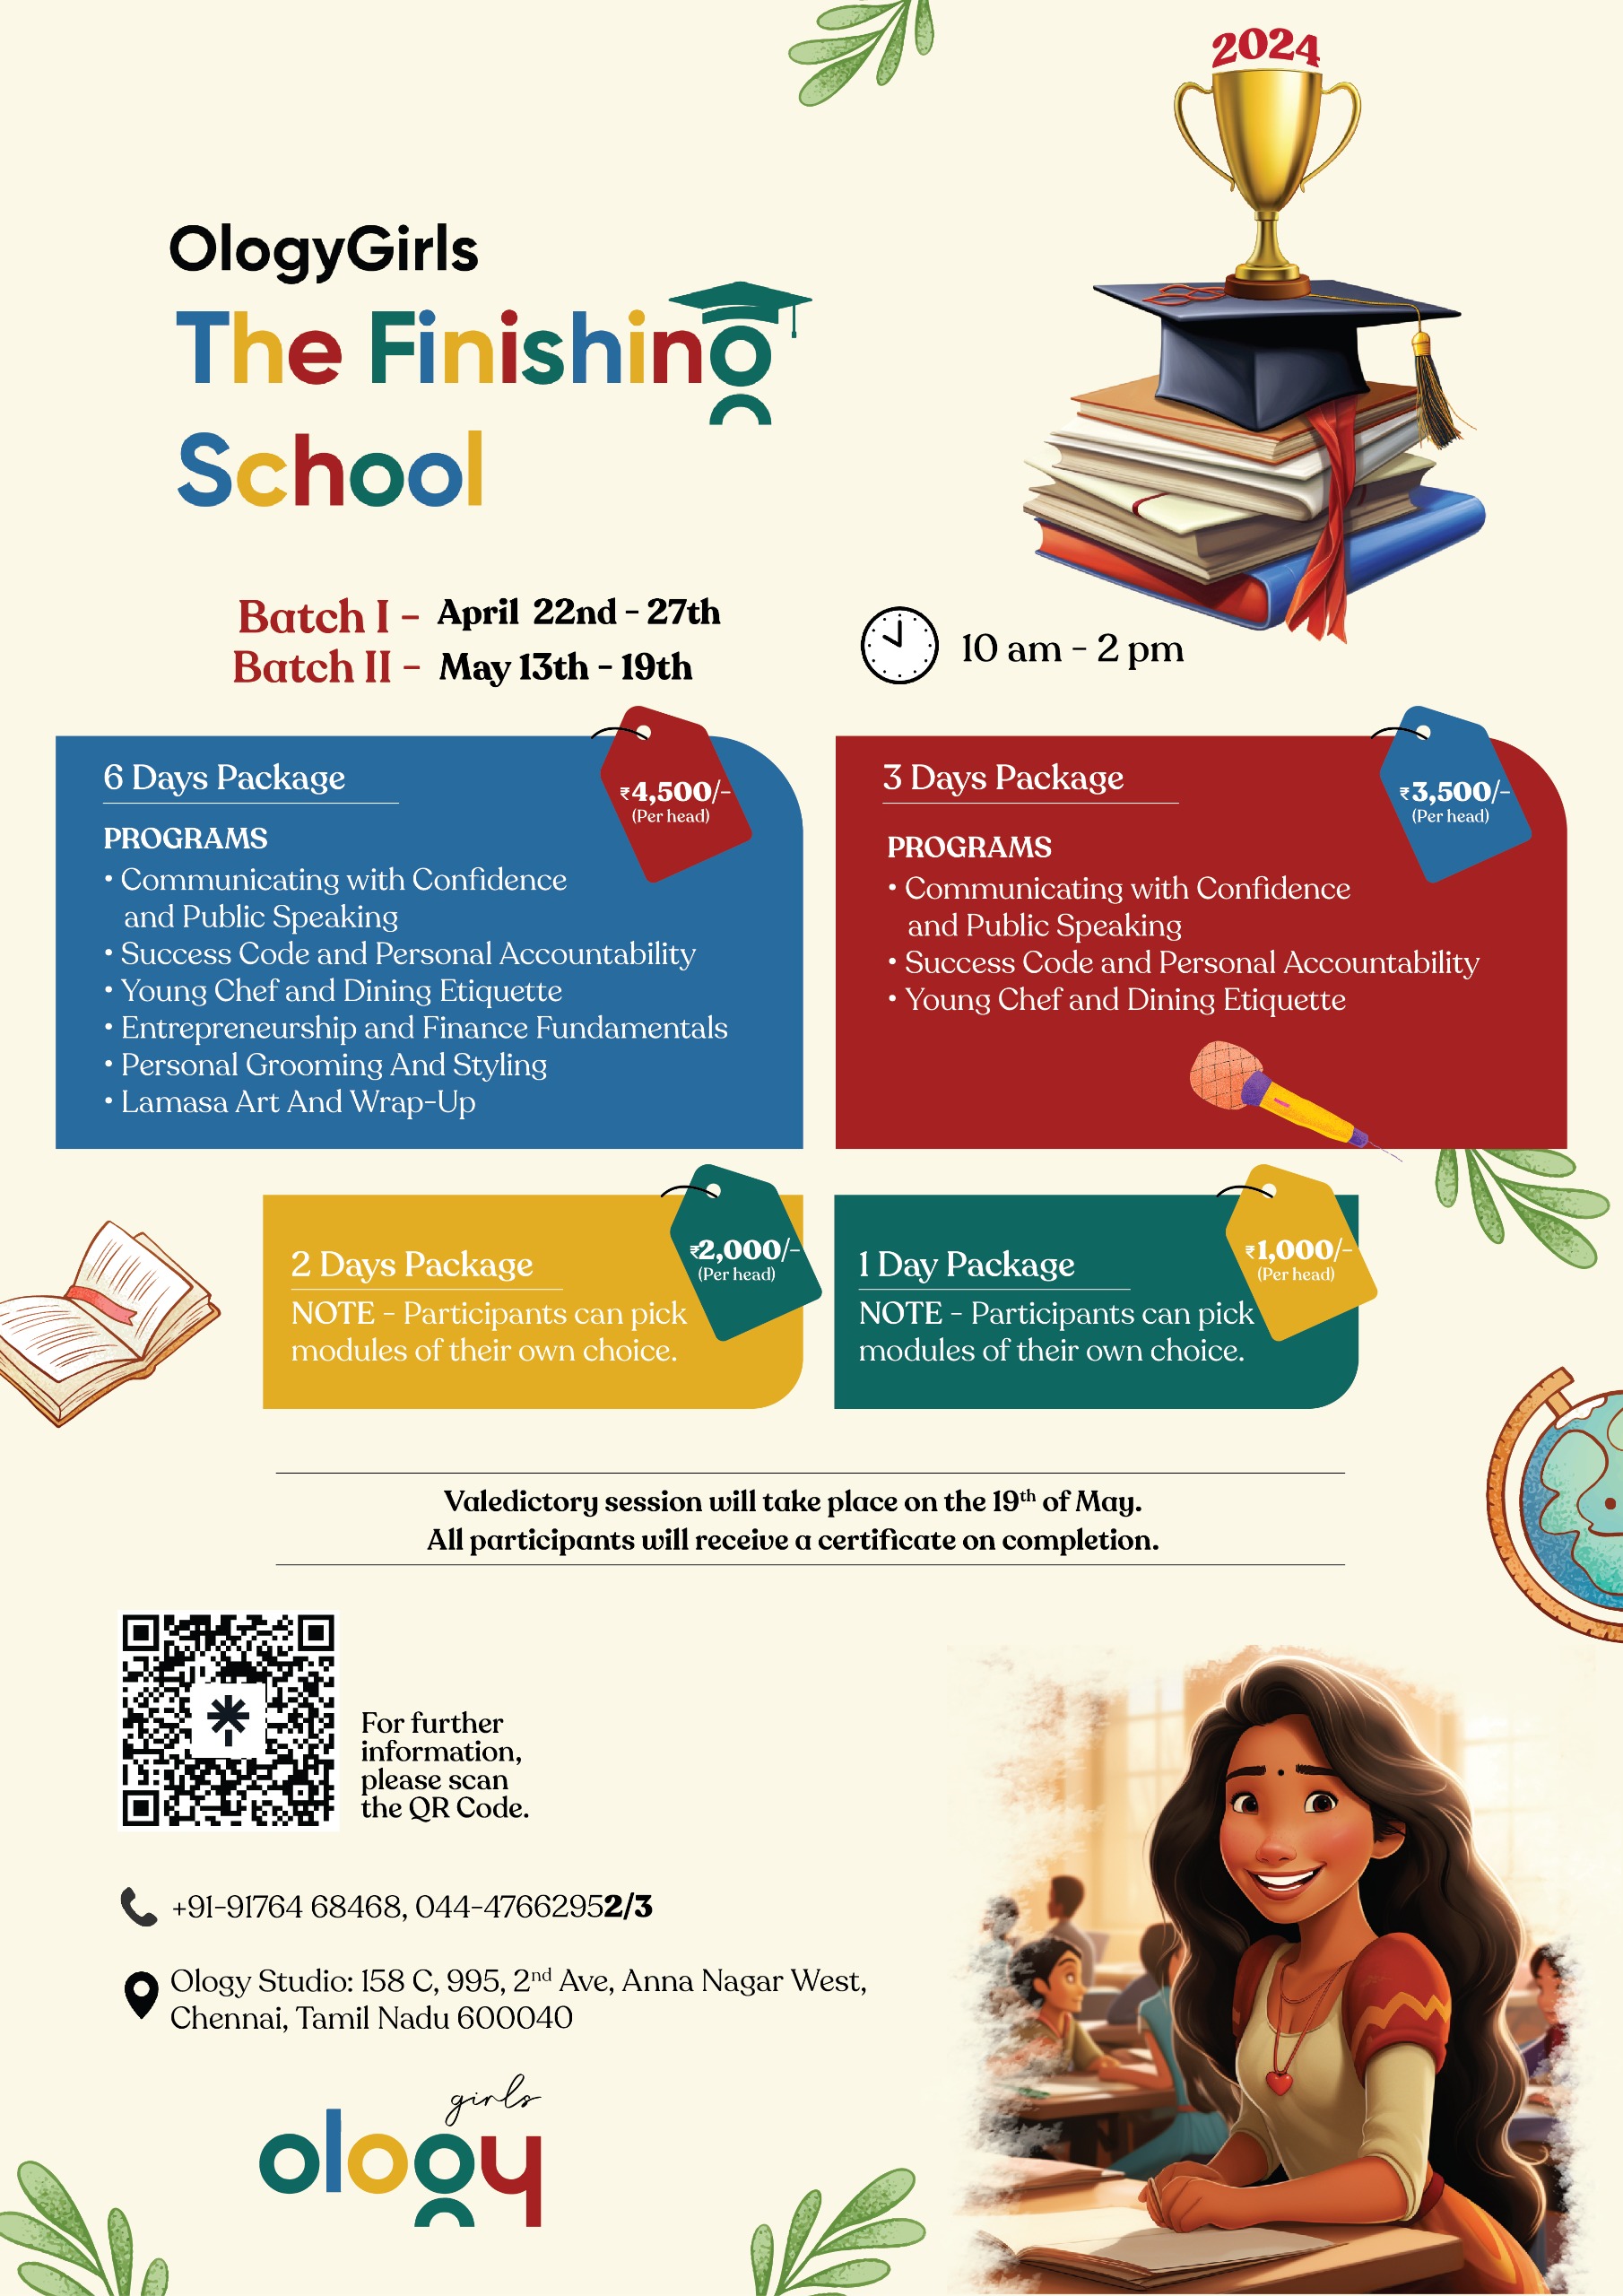 2024
OlogyGirls
The Finishing
School
Batch I - April 22nd - 27th
Batch II - May 13th - 19th
10 am - 2 pm
6 Days Package
₹4,500/-
(Per head)
PROGRAMS
• Communicating with Confidence
and Public Speaking
• Success Code and Personal Accountability
• Young Chef and Dining Etiquette
• Entrepreneurship and Finance Fundamentals
• Personal Grooming And Styling
• Lamasa Art And Wrap-Up
3 Days Package
₹3,500/-
(Per head)
PROGRAMS
• Communicating with Confidence
and Public Speaking
• Success Code and Personal Accountability
• Young Chef and Dining Etiquette
2 Days Package
₹2,000/-
(Per head)
NOTE - Participants can pick
modules of their own choice.
1 Day Package
₹1,000/-
(Per head)
NOTE - Participants can pick
modules of their own choice.
Valedictory session will take place on the 19th of May.
All participants will receive a certificate on completion.
For further
information,
please scan
the QR Code.
+91-91764 68468, 044-47662952/3
Ology Studio: 158 C, 995, 2nd Ave, Anna Nagar West,
Chennai, Tamil Nadu 600040
girls
ology